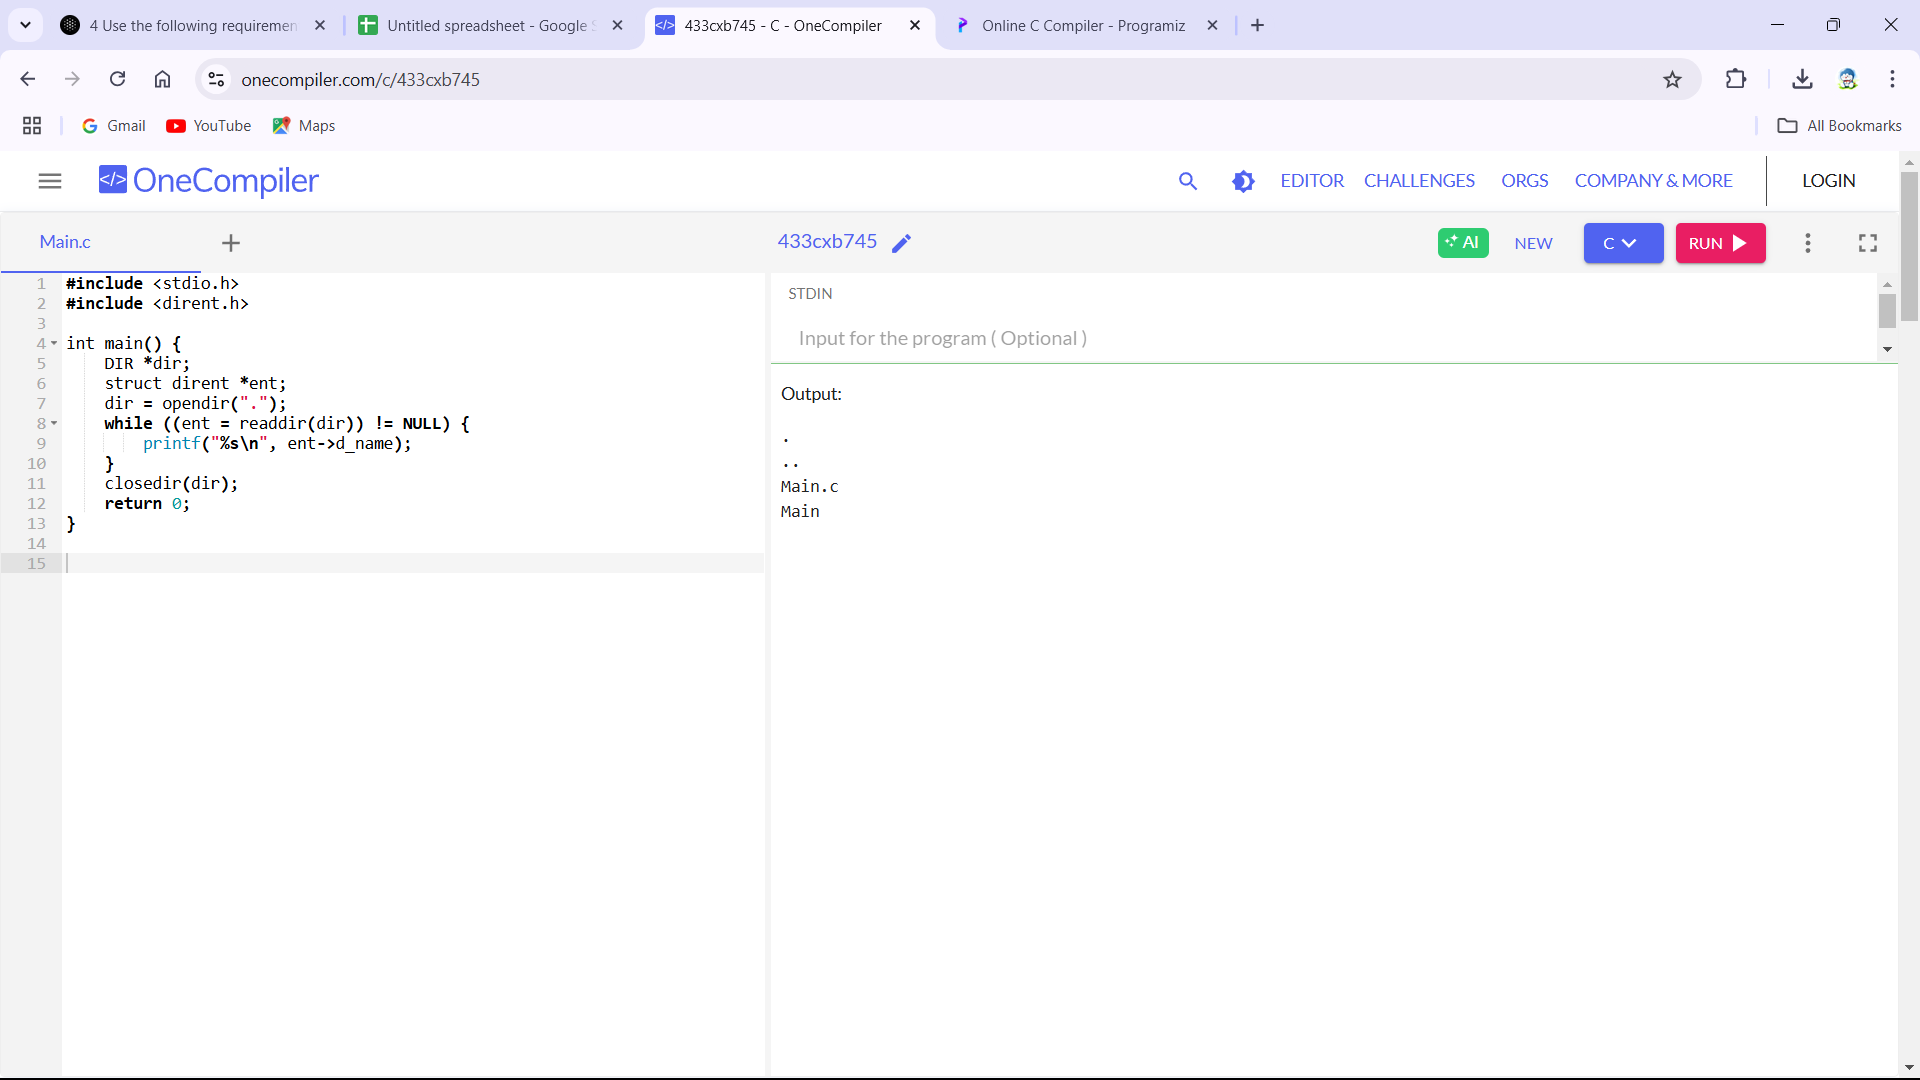 4 Use the following requiremen
Untitled spreadsheet - Google S
433cxb745 - C - OneCompiler
Online C Compiler - Programiz
onecompiler.com/c/433cxb745
Gmail
YouTube
Maps
All Bookmarks
</> OneCompiler
EDITOR
CHALLENGES
ORGS
COMPANY & MORE
LOGIN
Main.c
433cxb745
AI
NEW
C
RUN
1 #include <stdio.h>
2 #include <dirent.h>
3
4 int main() {
5 DIR *dir;
6 struct dirent *ent;
7 dir = opendir(".");
8 while ((ent = readdir(dir)) != NULL) {
9 printf("%s\n", ent->d_name);
10 }
11 closedir(dir);
12 return 0;
13 }
14
15
STDIN
Input for the program ( Optional )
Output:
.
..
Main.c
Main